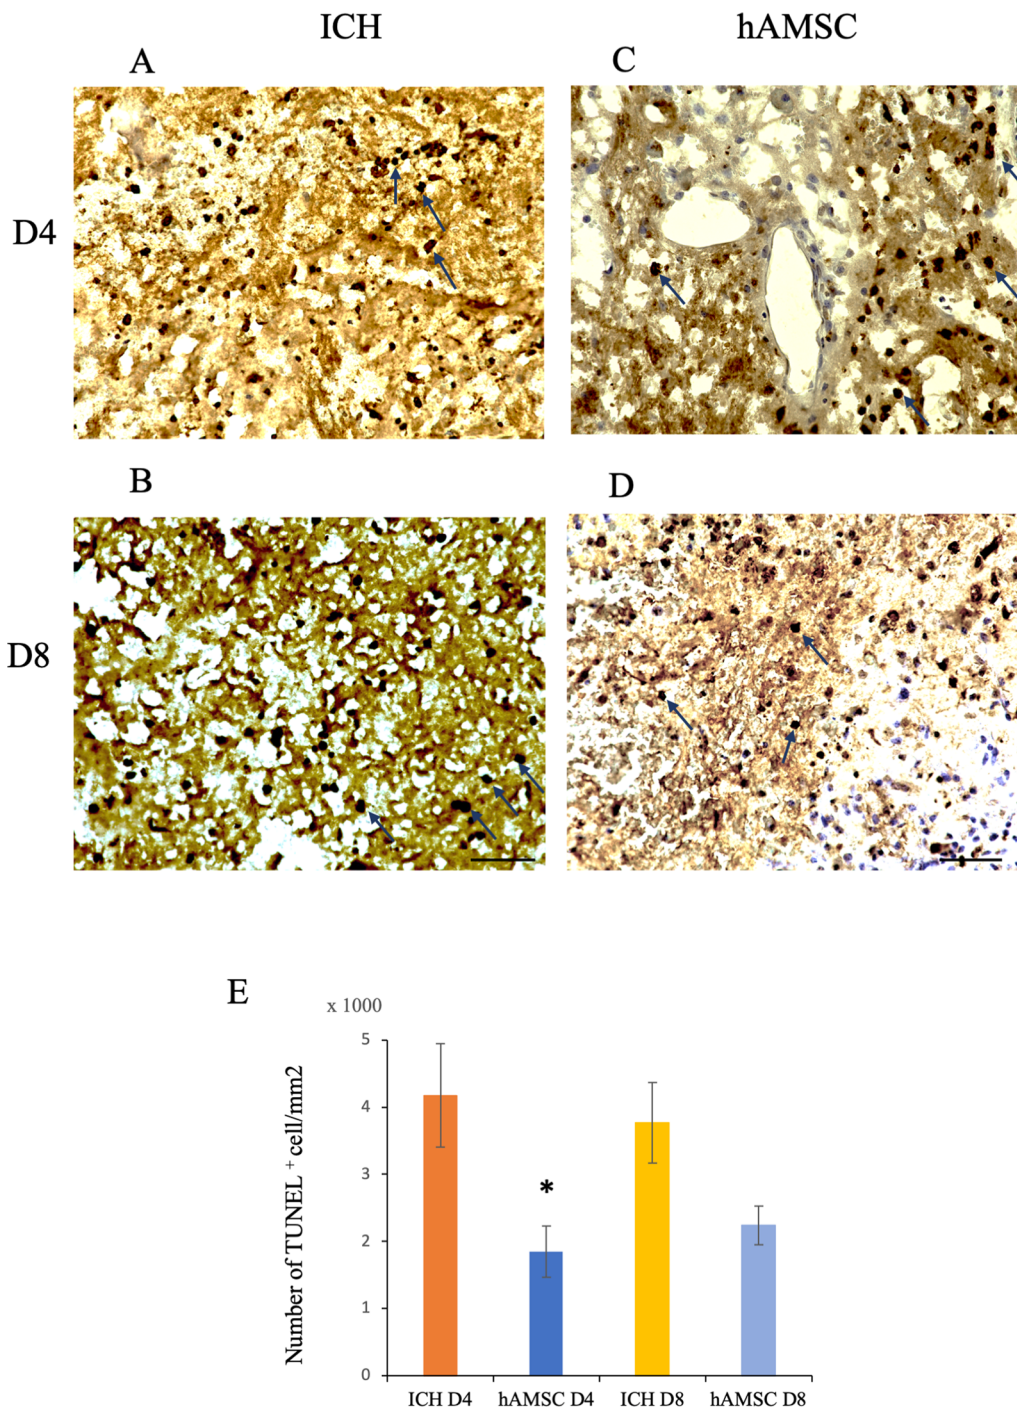 ICH hAMSC
A C
D4
B D
D8
E
x 1000
Number of TUNEL + cell/mm2
5
4
3
2
1
0
*
ICH D4 hAMSC D4 ICH D8 hAMSC D8